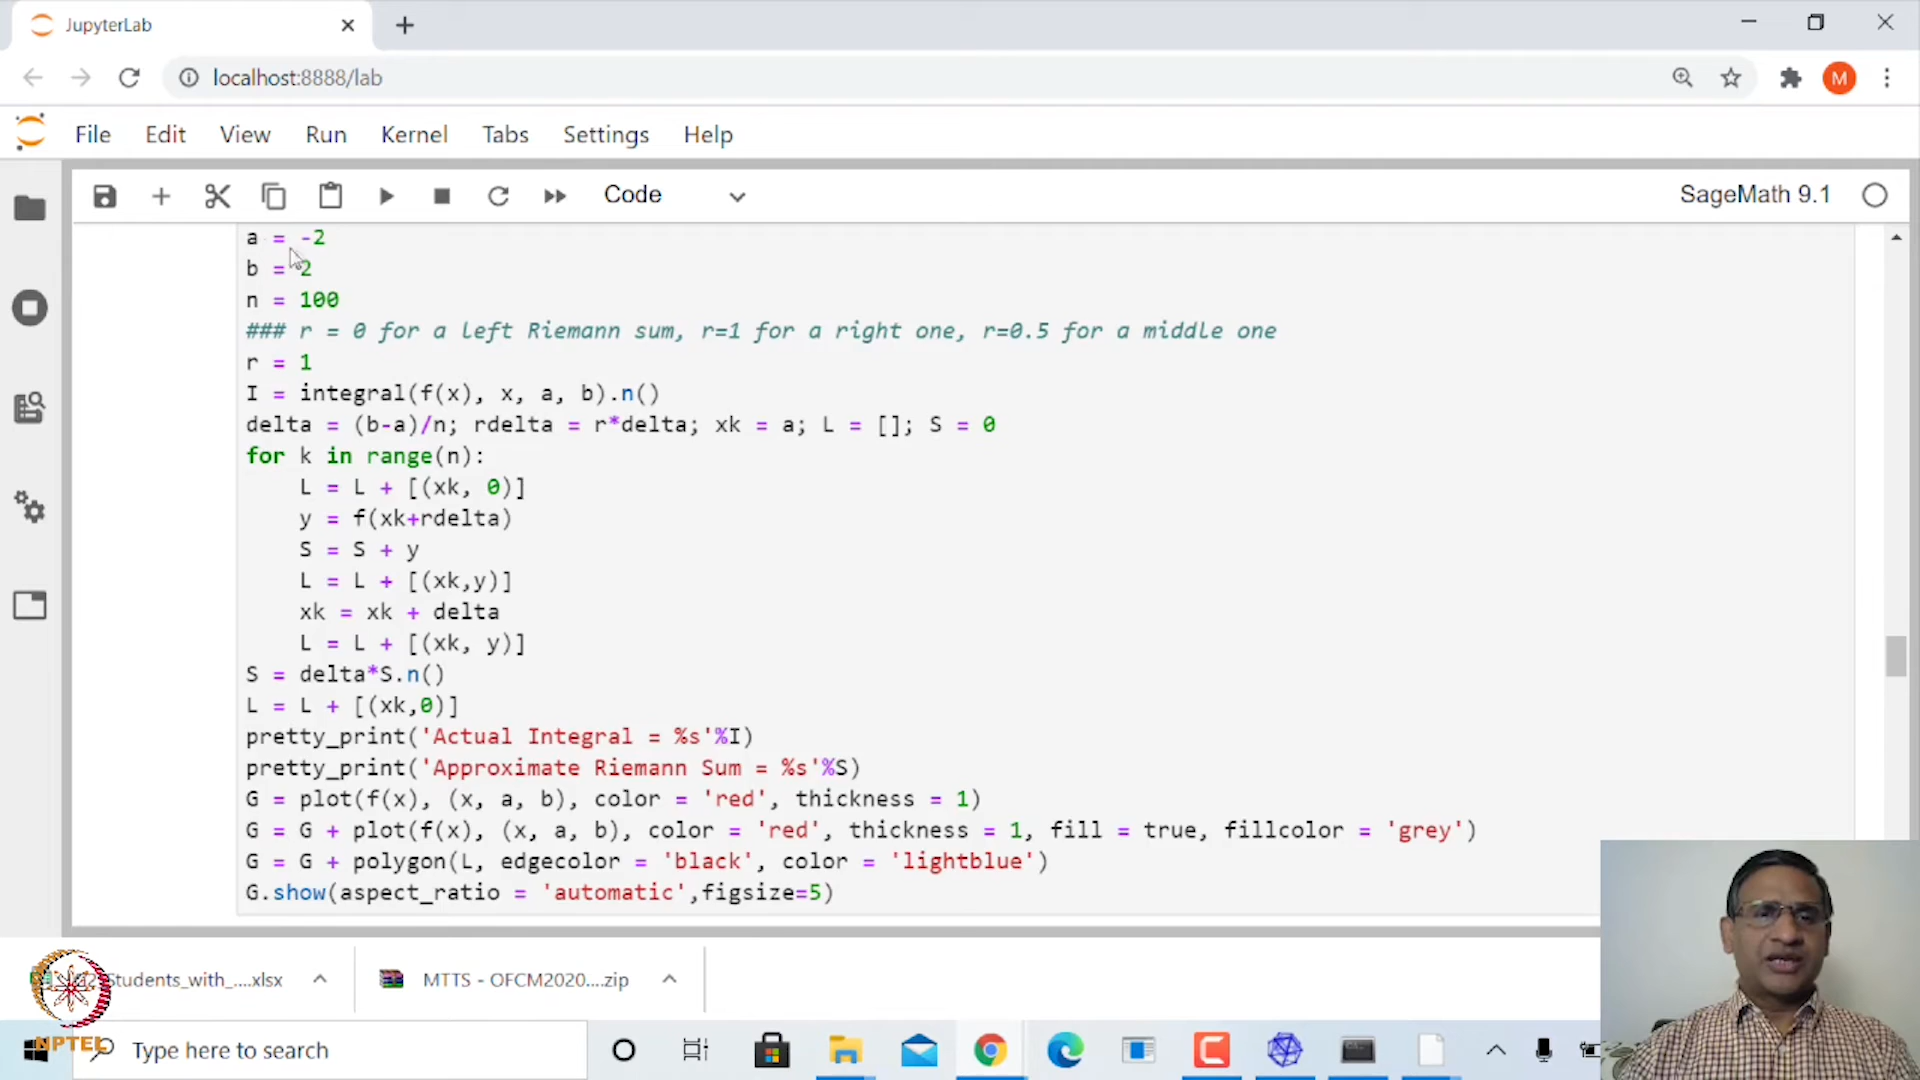 JupyterLab
localhost:8888/lab
M
File Edit View Run Kernel Tabs Settings Help
Code
SageMath 9.1
a = -2
b = 2
n = 100
### r = 0 for a left Riemann sum, r=1 for a right one, r=0.5 for a middle one
r = 1
I = integral(f(x), x, a, b).n()
delta = (b-a)/n; rdelta = r*delta; xk = a; L = []; S = 0
for k in range(n):
    L = L + [(xk, 0)]
    y = f(xk+rdelta)
    S = S + y
    L = L + [(xk,y)]
    xk = xk + delta
    L = L + [(xk, y)]
S = delta*S.n()
L = L + [(xk,0)]
pretty_print('Actual Integral = %s'%I)
pretty_print('Approximate Riemann Sum = %s'%S)
G = plot(f(x), (x, a, b), color = 'red', thickness = 1)
G = G + plot(f(x), (x, a, b), color = 'red', thickness = 1, fill = true, fillcolor = 'grey')
G = G + polygon(L, edgecolor = 'black', color = 'lightblue')
G.show(aspect_ratio = 'automatic',figsize=5)
Students_with_....xlsx
MTTS - OFCM2020....zip
NPTEL
Type here to search